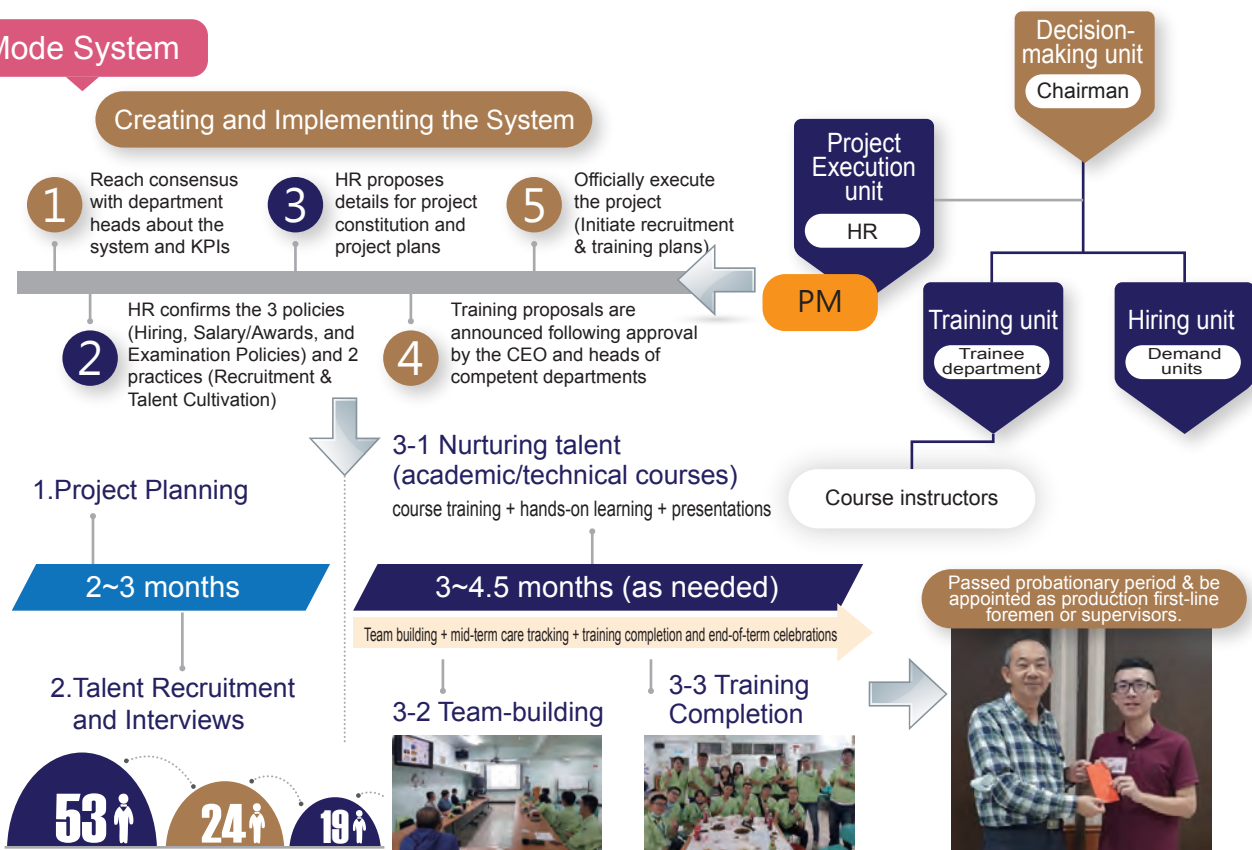 Mode System
Creating and Implementing the System
1
Reach consensus
with department
heads about the
system and KPIs
2
HR confirms the 3 policies
(Hiring, Salary/Awards, and
Examination Policies) and 2
practices (Recruitment &
Talent Cultivation)
3
HR proposes
details for project
constitution and
project plans
4
Training proposals are
announced following approval
by the CEO and heads of
competent departments
5
Officially execute
the project
(Initiate recruitment
& training plans)
Decision-
making unit
Chairman
Project
Execution
unit
HR
PM
Training unit
Trainee
department
Hiring unit
Demand
units
Course instructors
1.Project Planning
2~3 months
2.Talent Recruitment
and Interviews
53
24
19
3-1 Nurturing talent
(academic/technical courses)
course training + hands-on learning + presentations
3~4.5 months (as needed)
Team building + mid-term care tracking + training completion and end-of-term celebrations
3-2 Team-building
3-3 Training
Completion
Passed probationary period & be
appointed as production first-line
foremen or supervisors.